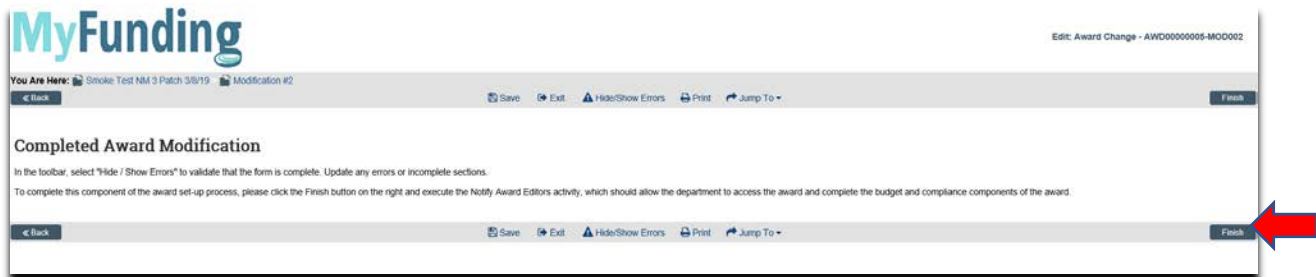 MyFunding
Edit: Award Change - AWD00000005-MOD002
You Are Here: Smoke Test NM 3 Patch 3/8/19 Modification #2
« Back Save Exit Hide/Show Errors Print Jump To Finish
Completed Award Modification
In the toolbar, select "Hide / Show Errors" to validate that the form is complete. Update any errors or incomplete sections.
To complete this component of the award set-up process, please click the Finish button on the right and execute the Notify Award Editors activity, which should allow the department to access the award and complete the budget and compliance components of the award.
« Back Save Exit Hide/Show Errors Print Jump To Finish